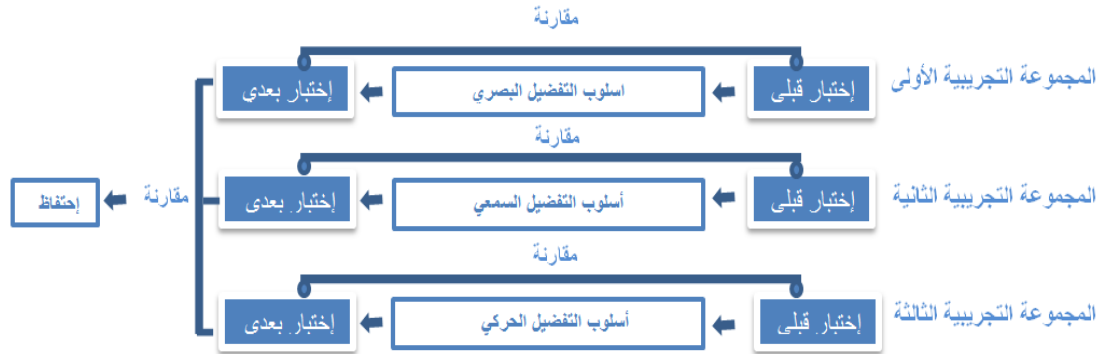 مقارنة
المجموعة التجريبية الأولى
إختبار قبلى
اسلوب التفضيل البصري
إختبار بعدي
مقارنة
المجموعة التجريبية الثانية
إختبار قبلى
أسلوب التفضيل السمعي
إختبار بعدي
مقارنة
إحتفاظ
مقارنة
المجموعة التجريبية الثالثة
إختبار قبلى
أسلوب التفضيل الحركي
إختبار بعدى